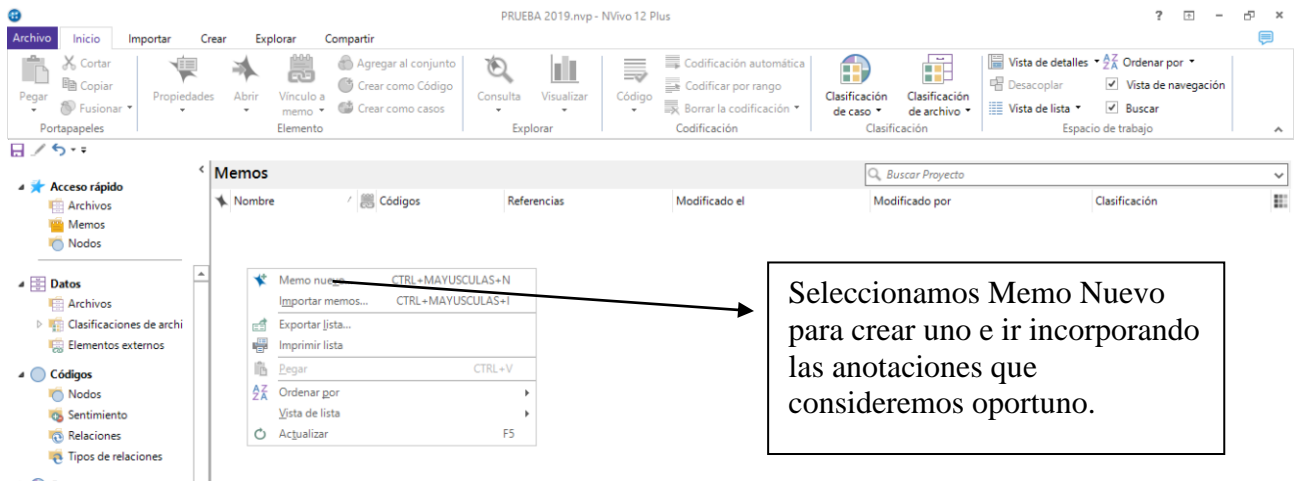 PRUEBA 2019.nvp - NVivo 12 Plus
Archivo Inicio Importar Crear Explorar Compartir
Pegar
Cortar
Copiar
Fusionar
Portapapeles
Propiedades
Abrir
Vínculo a
memo
Agregar al conjunto
Crear como Código
Crear como casos
Elemento
Consulta
Visualizar
Explorar
Código
Codificación automática
Codificar por rango
Borrar la codificación
Codificación
Clasificación
de caso
Clasificación
de archivo
Clasificación
Vista de detalles
Desacoplar
Vista de lista
Ordenar por
Vista de navegación
Buscar
Espacio de trabajo
Acceso rápido
Archivos
Memos
Nodos
Datos
Archivos
Clasificaciones de archi
Elementos externos
Códigos
Nodos
Sentimiento
Relaciones
Tipos de relaciones
Memos
Buscar Proyecto
Nombre Códigos Referencias Modificado el Modificado por Clasificación
Memo nuevo... CTRL+MAYUSCULAS+N
Importar memos... CTRL+MAYUSCULAS+I
Exportar lista...
Imprimir lista
Pegar CTRL+V
Ordenar por
Vista de lista
Actualizar F5
Seleccionamos Memo Nuevo
para crear uno e ir incorporando
las anotaciones que
consideremos oportuno.